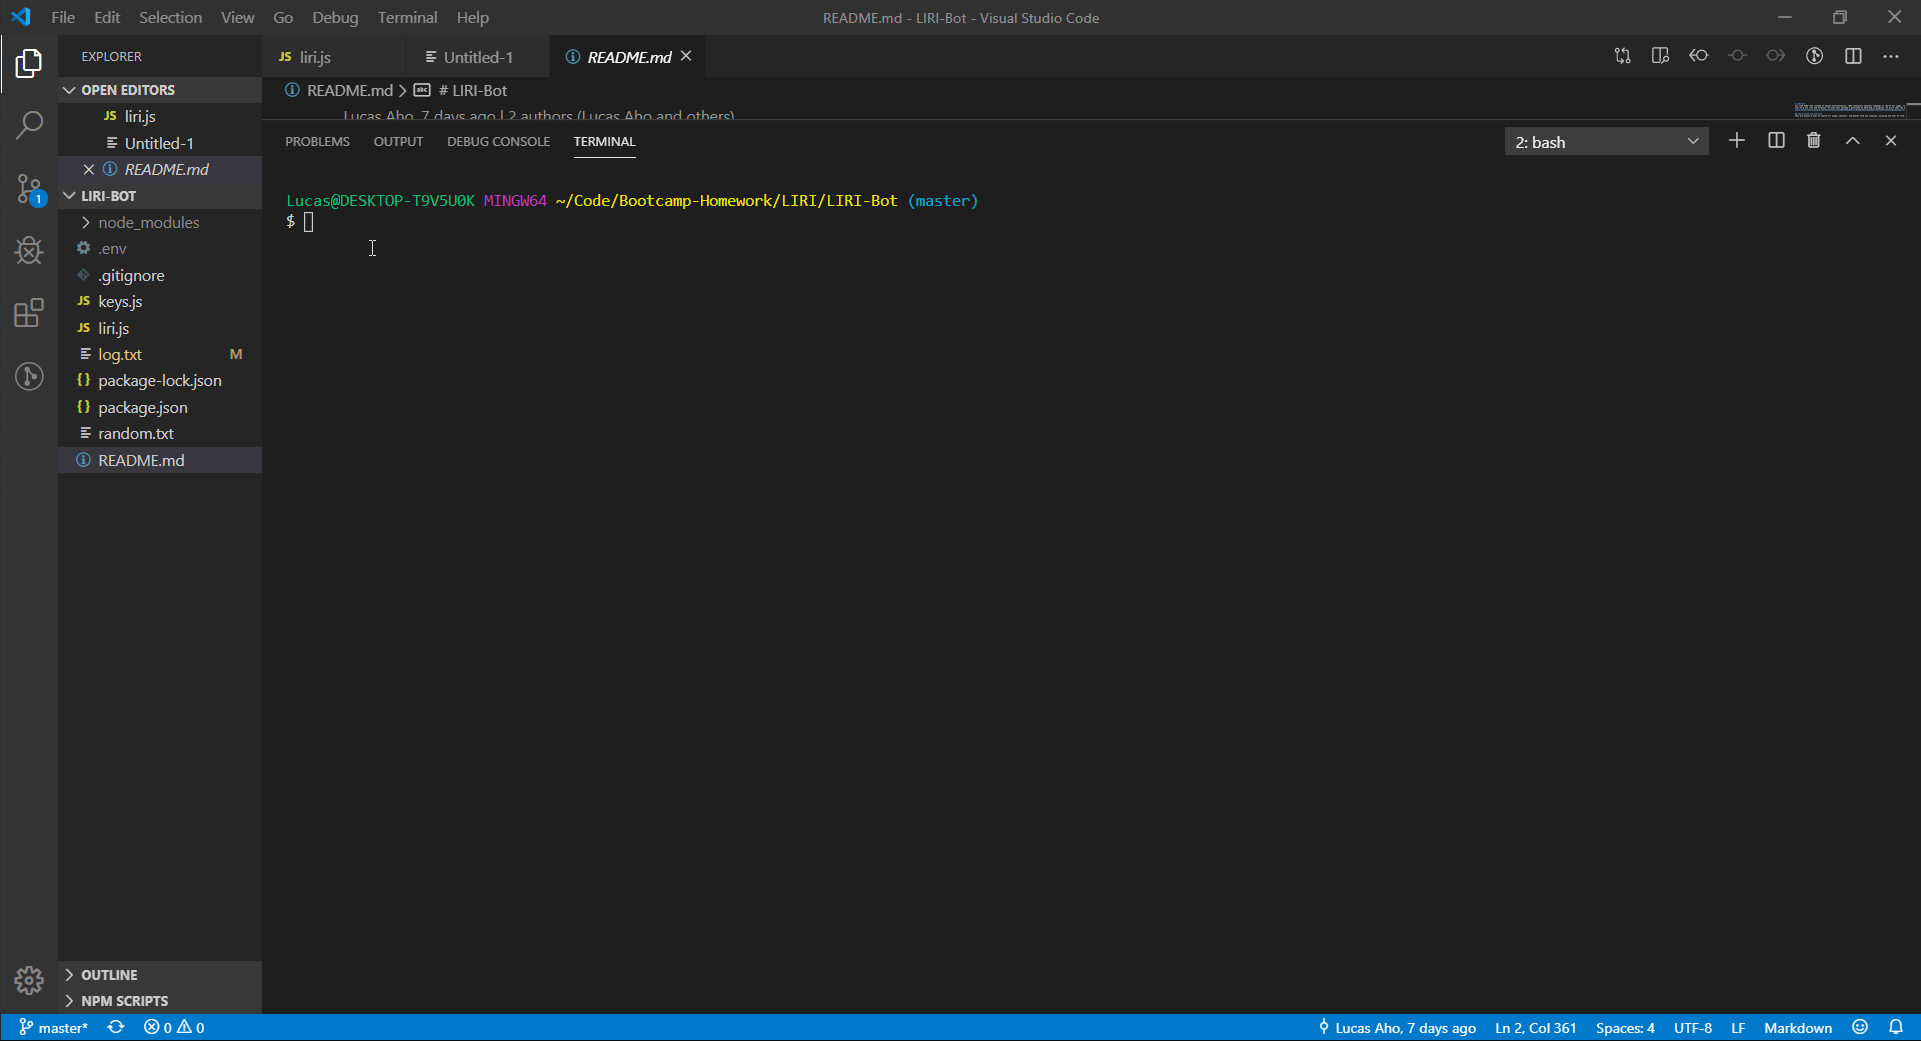 File Edit Selection View Go Debug Terminal Help
README.md - LIRI-Bot - Visual Studio Code
EXPLORER
OPEN EDITORS
JS liri.js
Untitled-1
README.md
LIRI-BOT
node_modules
.env
.gitignore
JS keys.js
JS liri.js
log.txt M
{} package-lock.json
{} package.json
random.txt
README.md
OUTLINE
NPM SCRIPTS
1
JS liri.js
Untitled-1
README.md
README.md > abc # LIRI-Bot
Lucas Aho, 7 days ago | 2 authors (Lucas Aho and others)
PROBLEMS OUTPUT DEBUG CONSOLE TERMINAL
2: bash
Lucas@DESKTOP-T9V5U0K MINGW64 ~/Code/Bootcamp-Homework/LIRI/LIRI-Bot (master)
$
master* 0 0
Lucas Aho, 7 days ago Ln 2, Col 361 Spaces: 4 UTF-8 LF Markdown